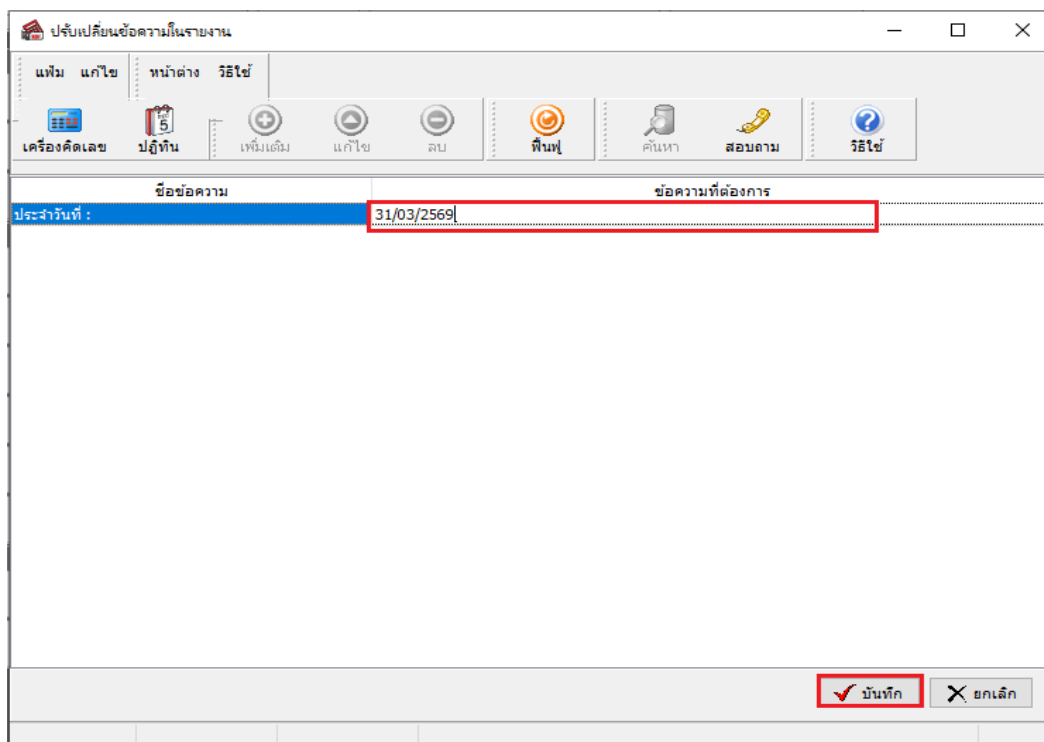 ปรับเปลี่ยนข้อความในรายงาน
แฟ้ม แก้ไข หน้าต่าง วิธีใช้
5
เครื่องคิดเลข ปฏิทิน เพิ่มเติม แก้ไข ลบ ฟื้นฟู ค้นหา สอบถาม วิธีใช้
ชื่อข้อความ ข้อความที่ต้องการ
ประจำวันที่ : 31/03/2569
บันทึก ยกเลิก